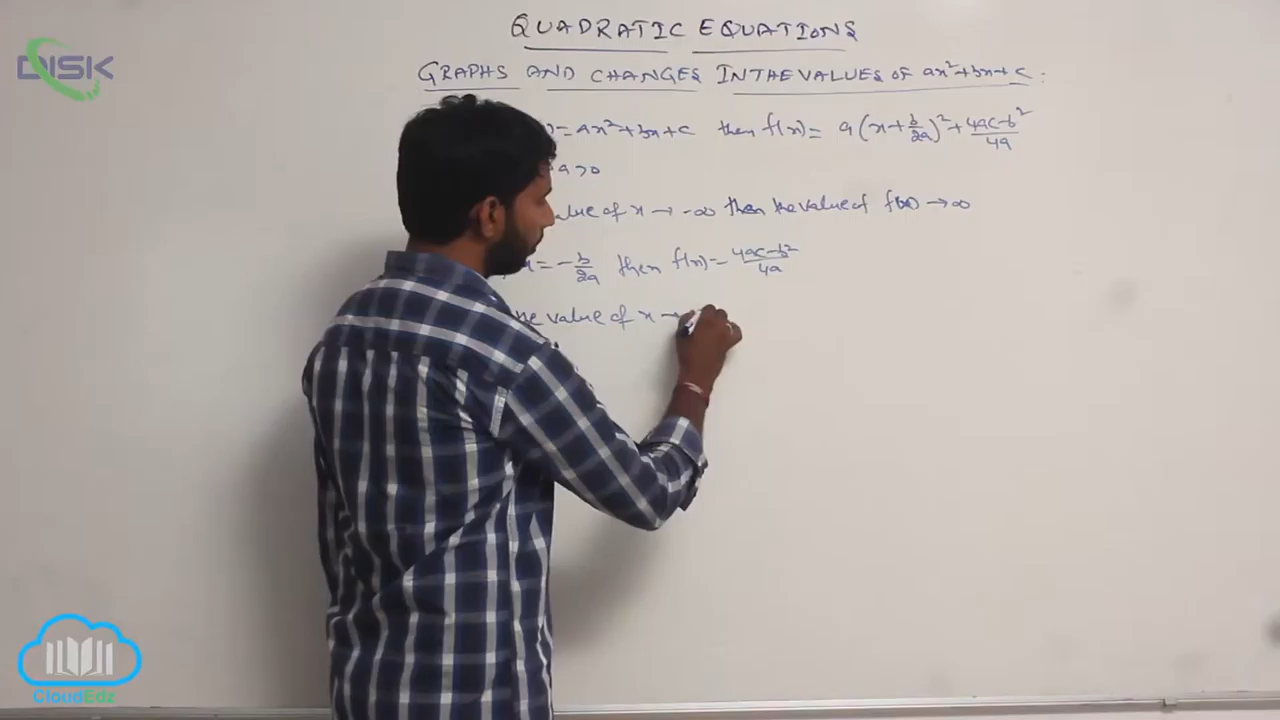 DISK
QUADRATIC EQUATIONS
GRAPHS AND CHANGES IN THE VALUES OF ax²+bx+c :
)=ax²+bx+c then f(x)= a(x+b/2a)²+4ac-b²/4a
a>0
alue of x → -∞ then the value of f(x) → ∞
x = -b/2a then f(x)= 4ac-b²/4a
he value of x →
CloudEdz